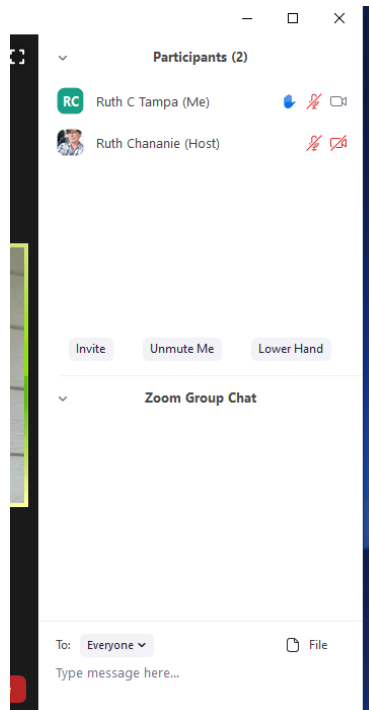 Participants (2)
RC Ruth C Tampa (Me)
Ruth Chananie (Host)
Invite Unmute Me Lower Hand
Zoom Group Chat
To: Everyone File
Type message here...